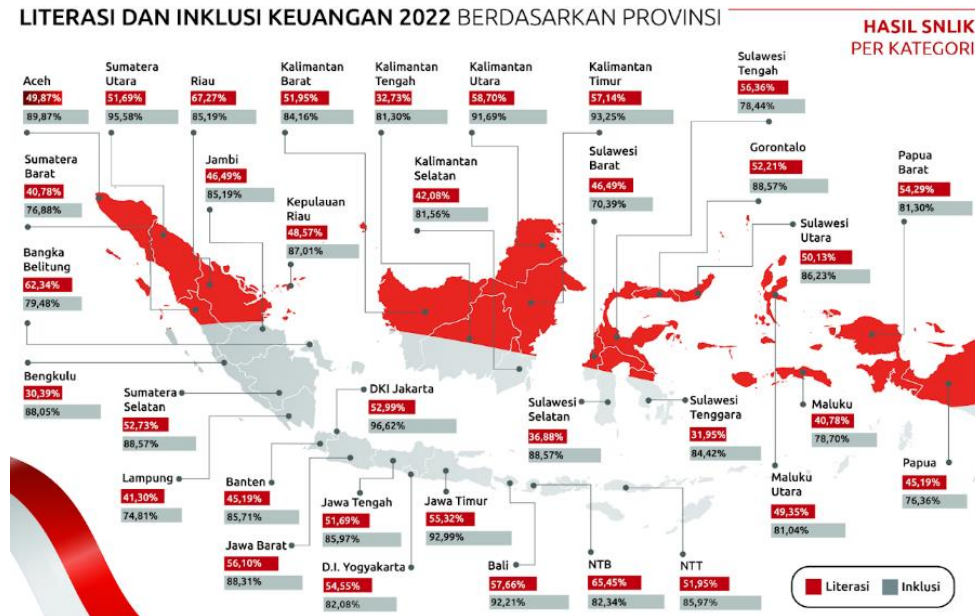 LITERASI DAN INKLUSI KEUANGAN 2022 BERDASARKAN PROVINSI
HASIL SNLIK
PER KATEGORI
Aceh
49,87%
89,87%
Sumatera
Utara
51,69%
95,58%
Riau
67,27%
85,19%
Kalimantan
Barat
51,95%
84,16%
Kalimantan
Tengah
32,73%
81,30%
Kalimantan
Utara
58,70%
91,69%
Kalimantan
Timur
57,14%
93,25%
Sulawesi
Tengah
56,36%
78,44%
Sumatera
Barat
40,78%
76,88%
Jambi
46,49%
85,19%
Kepulauan
Riau
48,57%
87,01%
Kalimantan
Selatan
42,08%
81,56%
Sulawesi
Barat
46,49%
70,39%
Gorontalo
52,21%
88,57%
Papua
Barat
54,29%
81,30%
Sulawesi
Utara
50,13%
86,23%
Bangka
Belitung
62,34%
79,48%
Bengkulu
30,39%
88,05%
Sumatera
Selatan
52,73%
88,57%
DKI Jakarta
52,99%
96,62%
Sulawesi
Selatan
36,88%
88,57%
Sulawesi
Tenggara
31,95%
84,42%
Maluku
40,78%
78,70%
Lampung
41,30%
74,81%
Banten
45,19%
85,71%
Jawa Tengah
51,69%
85,97%
Jawa Timur
55,32%
92,99%
Maluku
Utara
49,35%
81,04%
Papua
45,19%
76,36%
Jawa Barat
56,10%
88,31%
D.I. Yogyakarta
54,55%
82,08%
Bali
57,66%
92,21%
NTB
65,45%
82,34%
NTT
51,95%
85,97%
Literasi
Inklusi